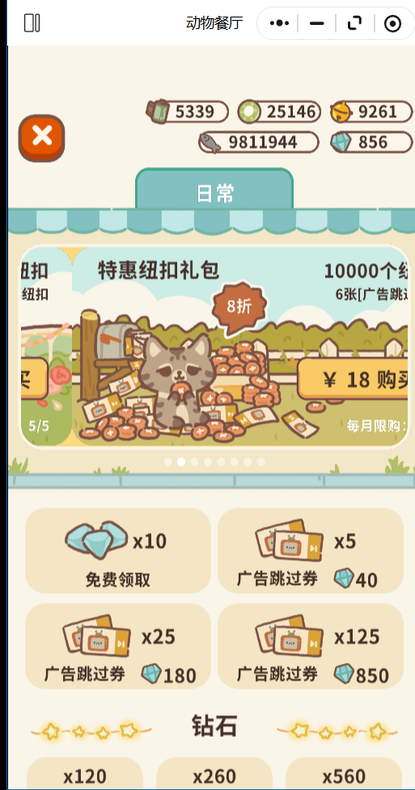 动物餐厅
5339
25146
9261
9811944
856
日常
纽扣
纽扣
买
5/5
特惠纽扣礼包
8折
10000个纽
6张[广告跳
¥ 18 购买
每月限购:
x10
免费领取
x5
广告跳过券 40
x25
广告跳过券 180
x125
广告跳过券 850
钻石
x120
x260
x560